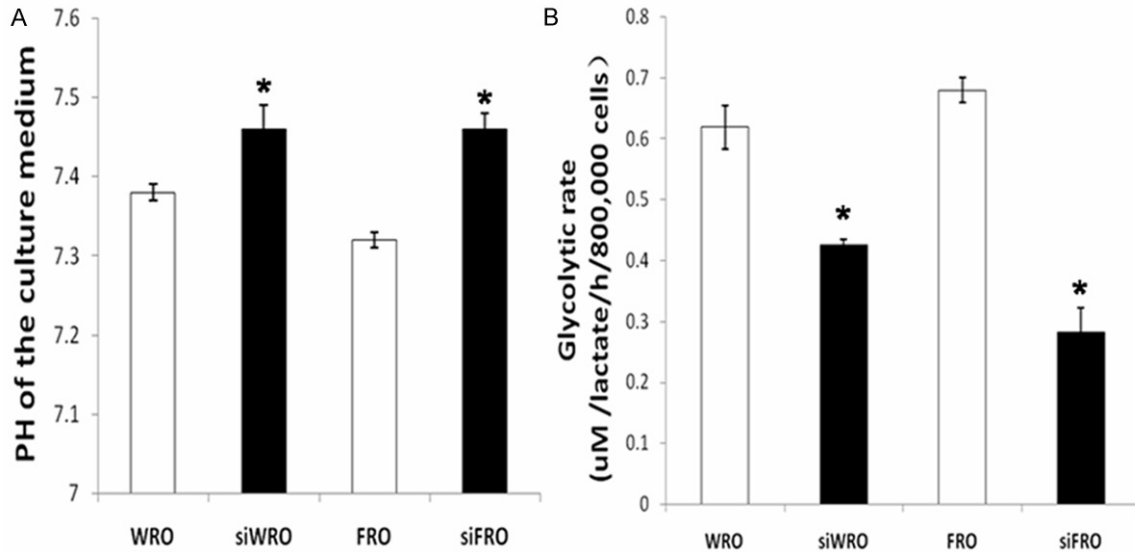 A
PH of the culture medium
7.6
7.5
7.4
7.3
7.2
7.1
7
*
*
WRO
siWRO
FRO
siFRO
B
Glycolytic rate
(uM /lactate/h/800,000 cells)
0.8
0.7
0.6
0.5
0.4
0.3
0.2
0.1
0
*
*
WRO
siWRO
FRO
siFRO